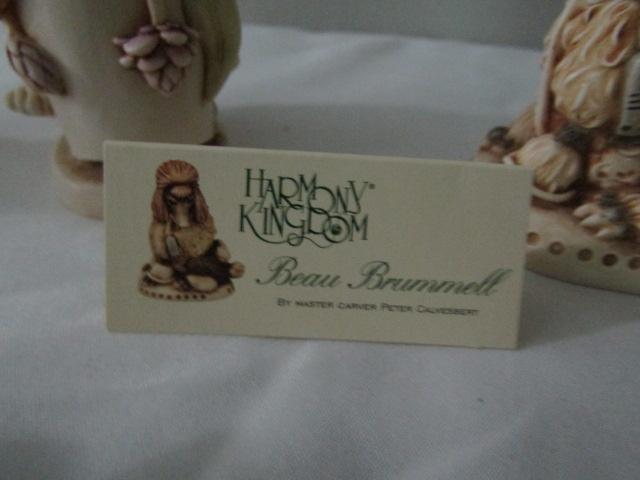 HARMONY®
KINGDOM
Beau Brummell
BY MASTER CARVER PETER CALVESBERT